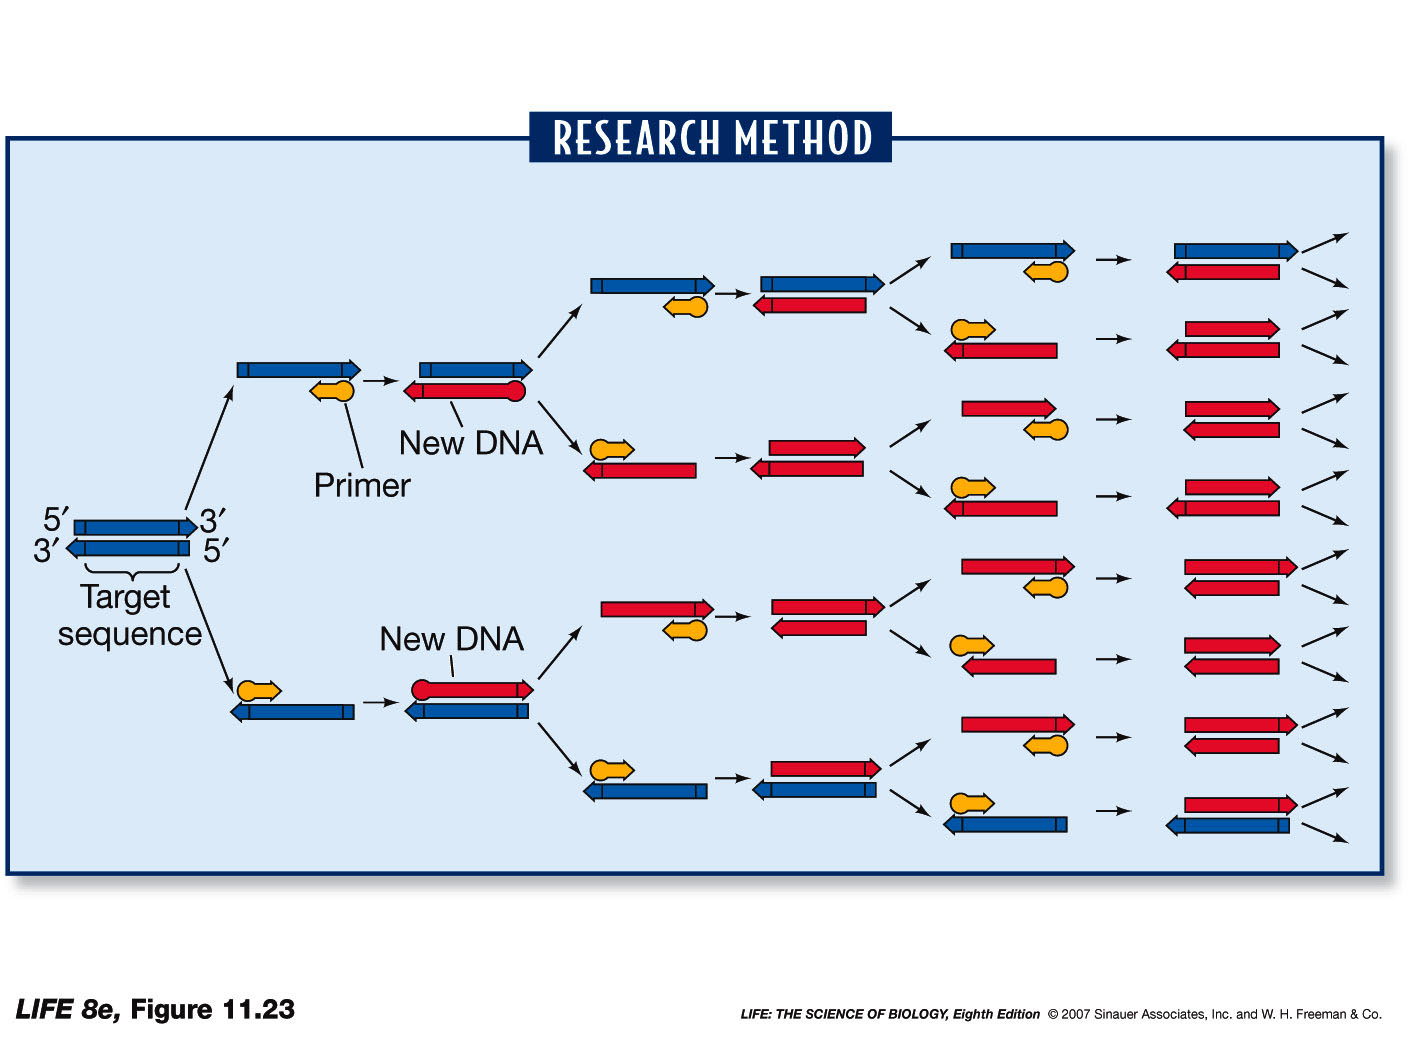 RESEARCH METHOD
New DNA
Primer
5′ 3′
3′ 5′
Target
sequence
New DNA
LIFE 8e, Figure 11.23
LIFE: THE SCIENCE OF BIOLOGY, Eighth Edition © 2007 Sinauer Associates, Inc. and W. H. Freeman & Co.